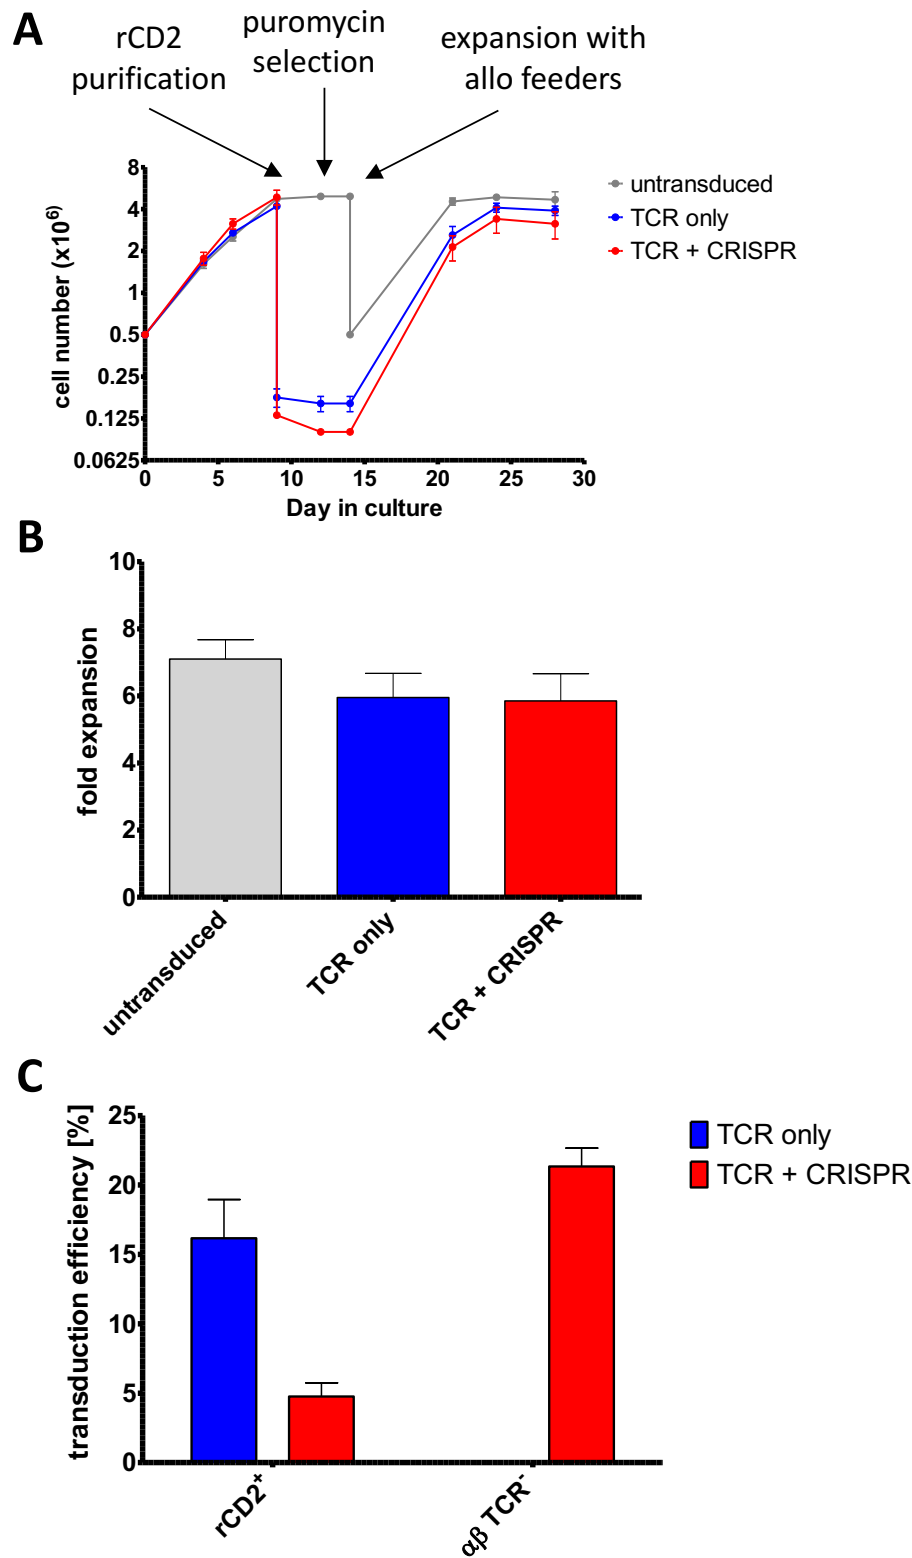 A
rCD2
purification
puromycin
selection
expansion with
allo feeders
8
4
2
1
0.5
0.25
0.125
0.0625
cell number (x10⁶)
0 5 10 15 20 25 30
Day in culture
untransduced
TCR only
TCR + CRISPR
B
10
8
6
4
2
0
fold expansion
untransduced
TCR only
TCR + CRISPR
C
25
20
15
10
5
0
transduction efficiency [%]
rCD2⁺
αβ TCR⁻
TCR only
TCR + CRISPR